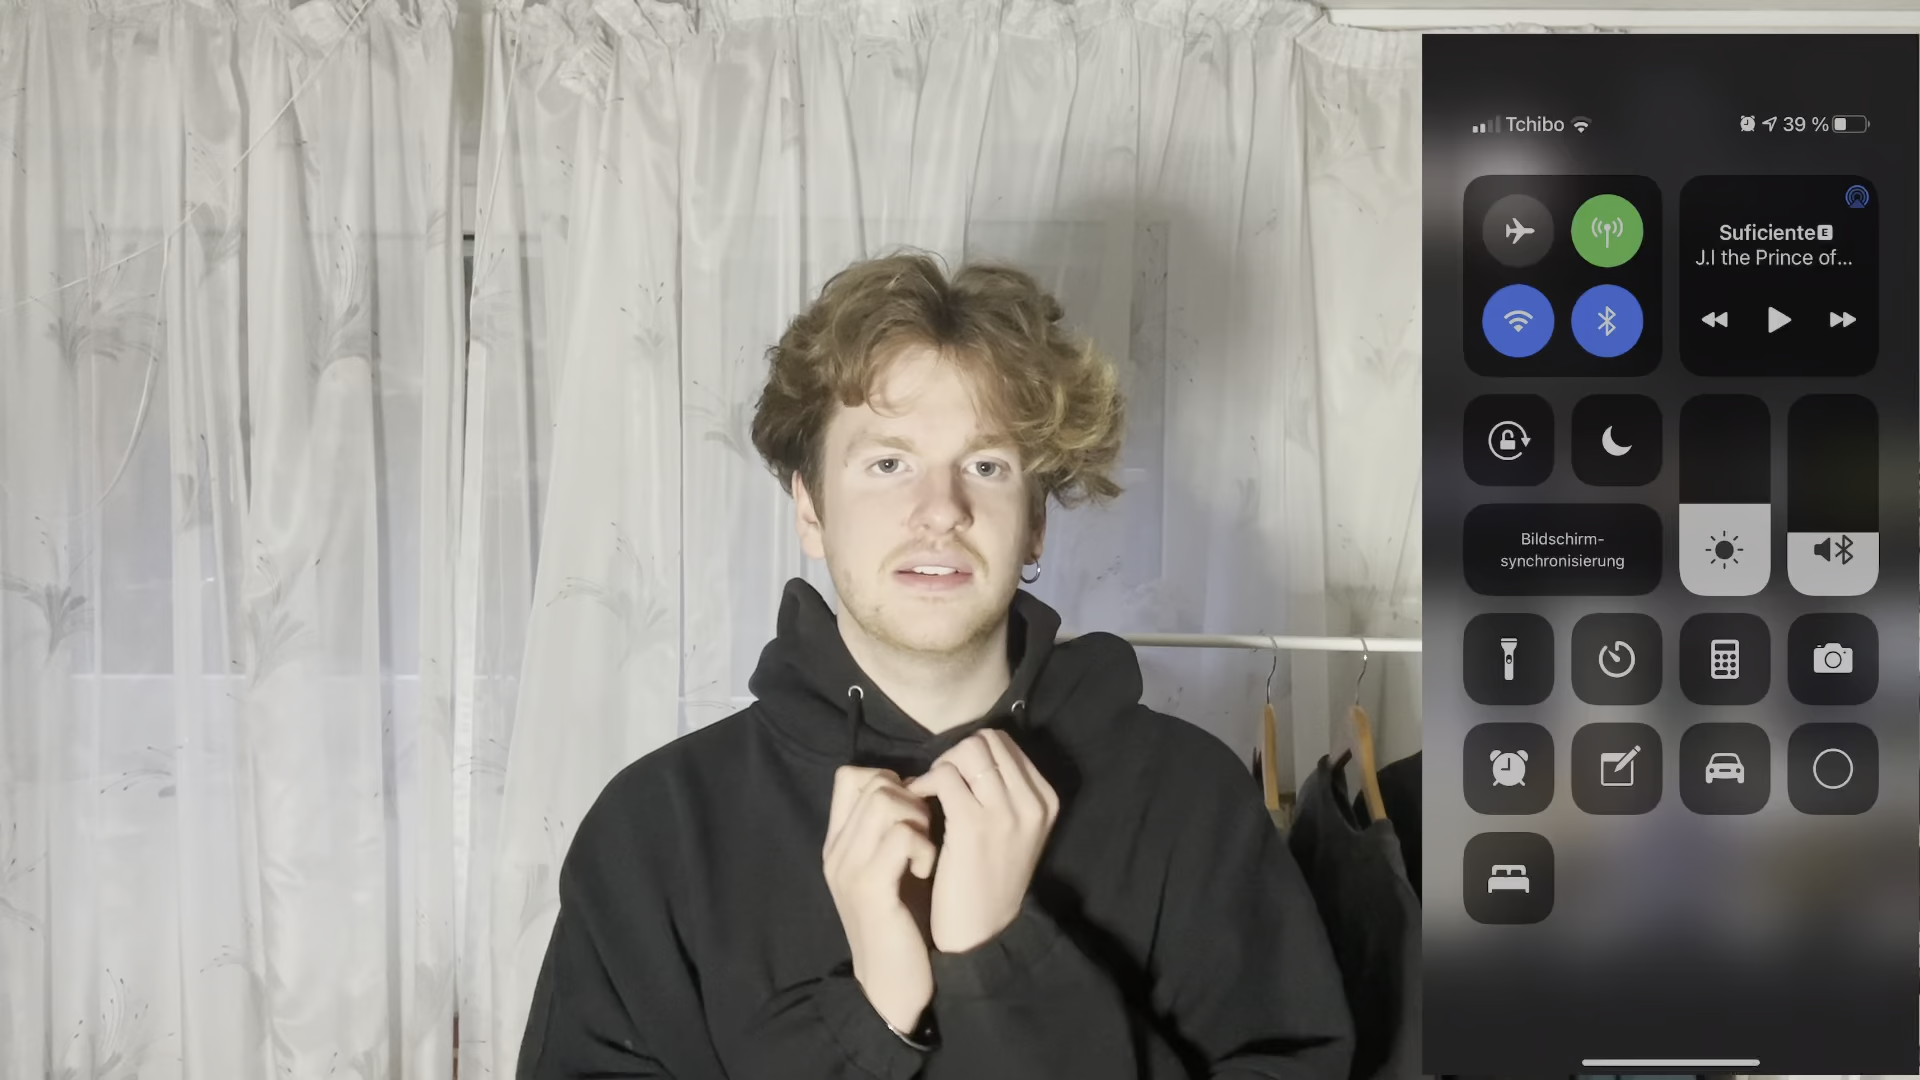 Tchibo
39 %
Suficiente E
J.I the Prince of...
Bildschirm-
synchronisierung